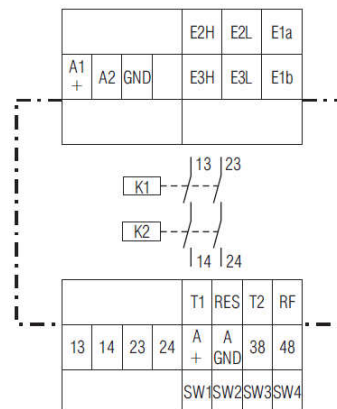 E2H E2L E1a
A1 + A2 GND E3H E3L E1b
13 23
K1
K2
14 24
T1 RES T2 RF
13 14 23 24 A + A GND 38 48
SW1 SW2 SW3 SW4